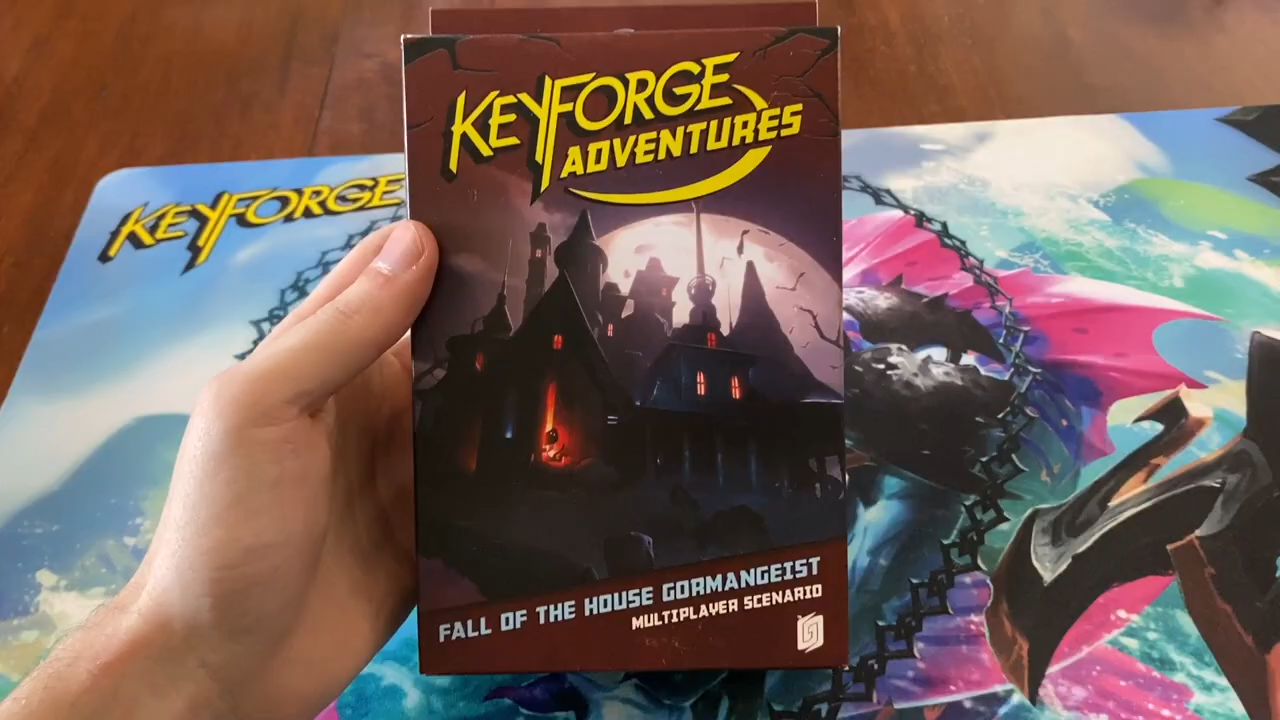 KEYFORGE
ADVENTURES
KEYFORGE
FALL OF THE HOUSE GORMANGEIST
MULTIPLAYER SCENARIO